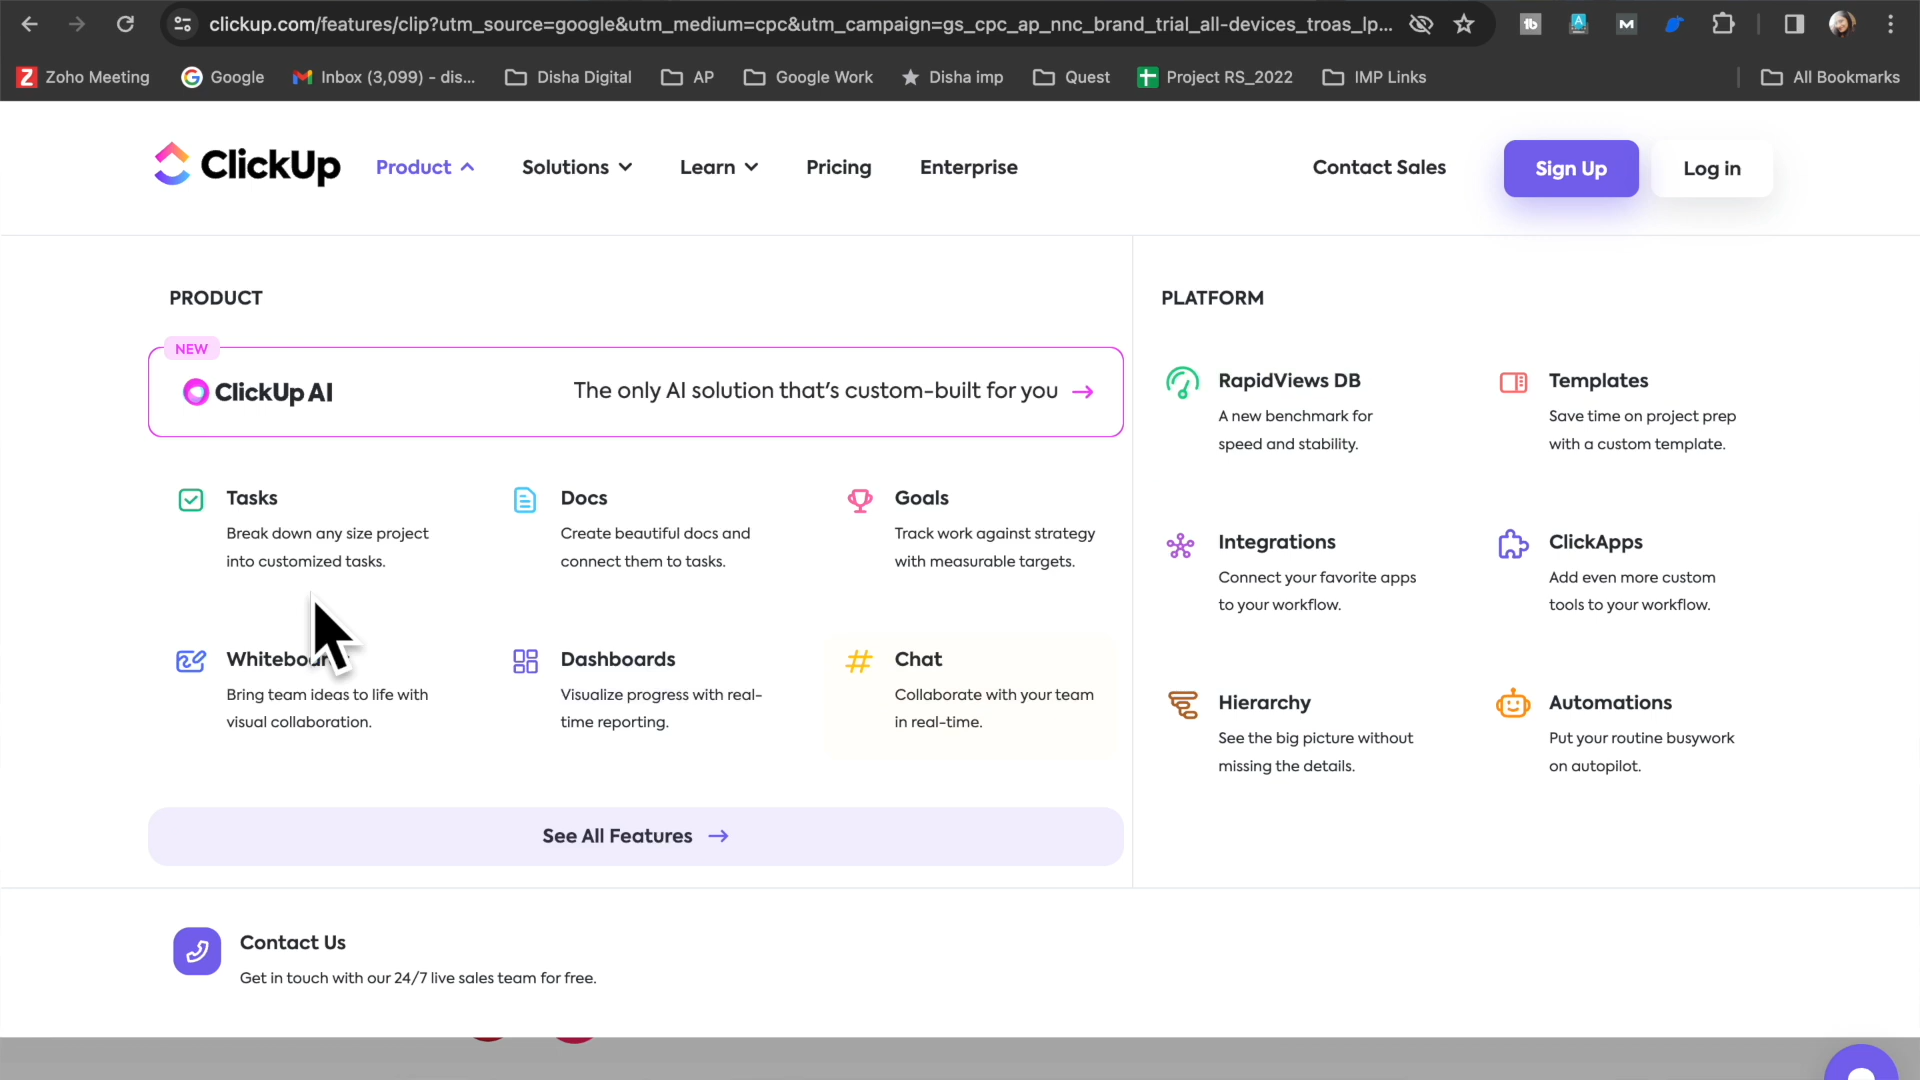 clickup.com/features/clip?utm_source=google&utm_medium=cpc&utm_campaign=gs_cpc_ap_nnc_brand_trial_all-devices_troas_lp...
Zoho Meeting Google Inbox (3,099) - dis... Disha Digital AP Google Work Disha imp Quest Project RS_2022 IMP Links All Bookmarks
ClickUp Product Solutions Learn Pricing Enterprise Contact Sales Sign Up Log in
PRODUCT
NEW
ClickUp AI The only AI solution that's custom-built for you →
Tasks
Break down any size project
into customized tasks.
Docs
Create beautiful docs and
connect them to tasks.
Goals
Track work against strategy
with measurable targets.
Bring team ideas to life with
visual collaboration.
Dashboards
Visualize progress with real-
time reporting.
Chat
Collaborate with your team
in real-time.
See All Features →
PLATFORM
RapidViews DB
A new benchmark for
speed and stability.
Templates
Save time on project prep
with a custom template.
Integrations
Connect your favorite apps
to your workflow.
ClickApps
Add even more custom
tools to your workflow.
Hierarchy
See the big picture without
missing the details.
Automations
Put your routine busywork
on autopilot.
Contact Us
Get in touch with our 24/7 live sales team for free.